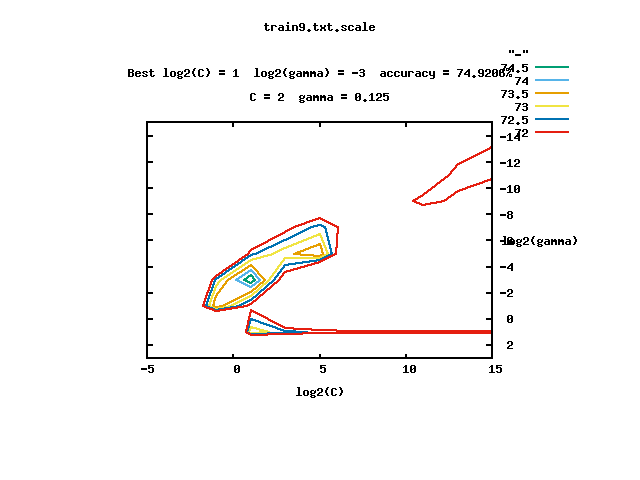 train9.txt.scale
"-"
Best log2(C) = 1 log2(gamma) = -3 accuracy = 74.9206%
74.5
74
C = 2 gamma = 0.125
73.5
73
72.5
72
-14
-12
-10
-8
-6
log2(gamma)
-4
-2
0
2
-5 0 5 10 15
log2(C)